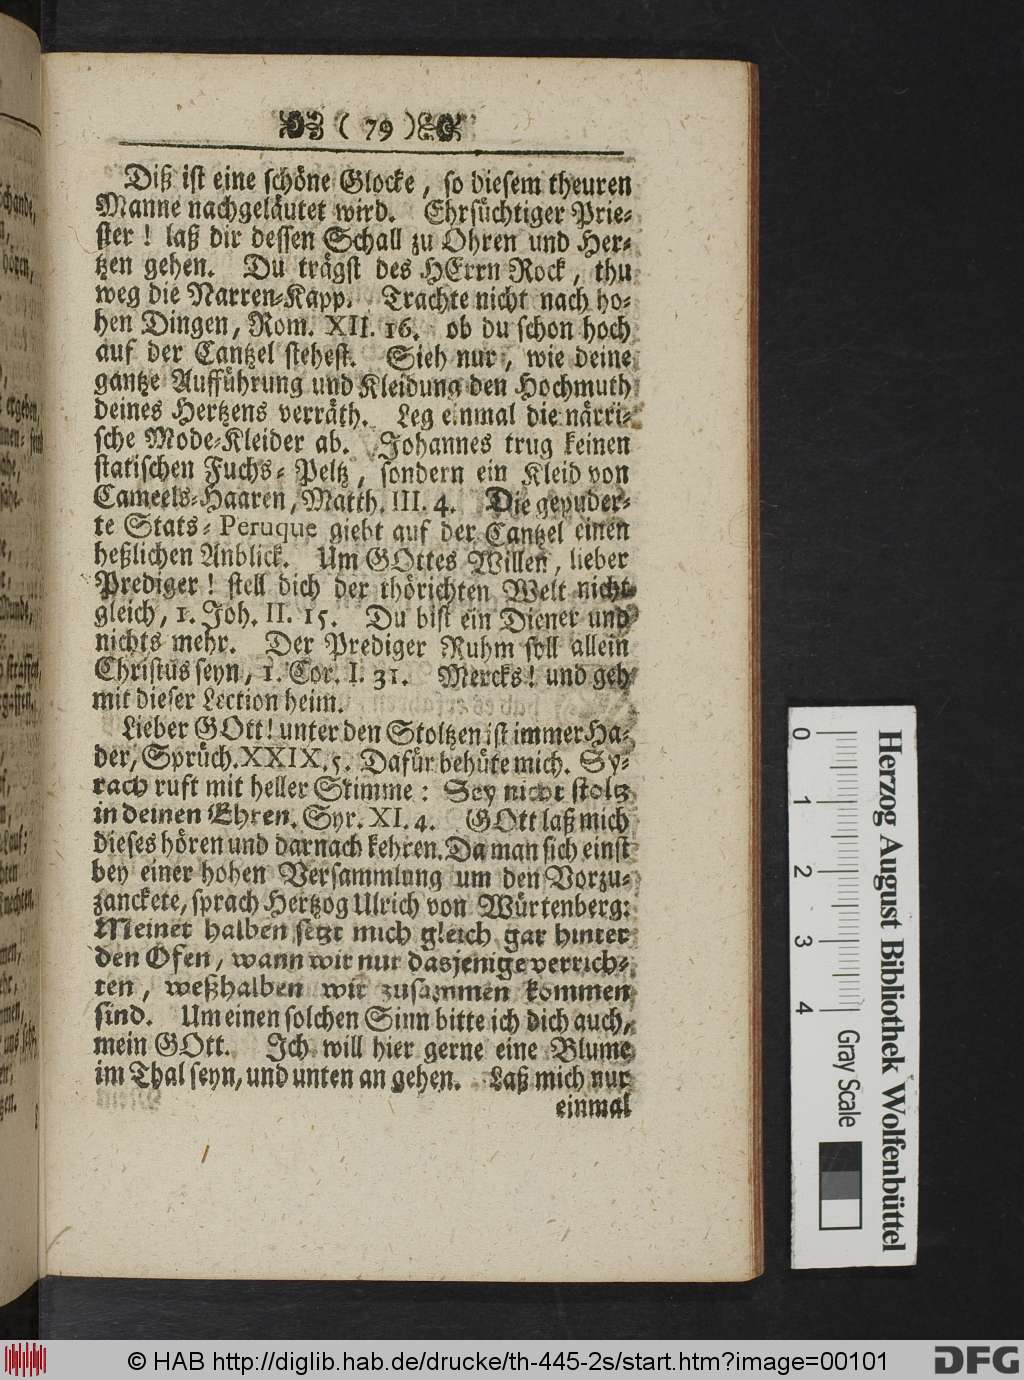 ( 79 )
Diß ist eine schöne Glocke, so diesem theuren
Manne nachgeläutet wird. Ehrsüchtiger Prie-
ster! laß dir dessen Schall zu Ohren und Her-
tzen gehen. Du trägst des HErrn Rock, thu
weg die Narren-Kapp. Trachte nicht nach ho-
hen Dingen, Rom. XII. 16. ob du schon hoch
auf der Cantzel stehest. Sieh nur, wie deine
gantze Aufführung und Kleidung den Hochmuth
deines Hertzens verräth. Leg einmal die närri-
sche Mode-Kleider ab. Johannes trug keinen
statischen Fuchs-Peltz, sondern ein Kleid von
Cameels-Haaren, Matth. III. 4. Die gepuder-
te Stats-Peruque giebt auf der Cantzel einen
heßlichen Anblick. Um GOttes Willen, lieber
Prediger! stell dich der thörichten Welt nicht
gleich, 1. Joh. II. 15. Du bist ein Diener und
nichts mehr. Der Prediger Ruhm soll allein
Christus seyn, 1. Cor. I. 31. Mercks! und geh
mit dieser Lection heim.
Lieber GOtt! unter den Stoltzen ist immer Ha-
der, Sprüch. XXIX. 5. Dafür behüte mich. Sy-
rach ruft mit heller Stimme: Sey nicht stoltz
in deinen Ehren. Syr. XI. 4. GOtt laß mich
dieses hören und darnach kehren. Da man sich einst
bey einer hohen Versammlung um den Vorzu-
zanckete, sprach Hertzog Ulrich von Würtenberg:
Meinet halben setzt mich gleich gar hinter
den Ofen, wann wir nur dasjenige verrich-
ten, weßhalben wir zusammen kommen
sind. Um einen solchen Sinn bitte ich dich auch,
mein GOtt. Ich will hier gerne eine Blume
im Thal seyn, und unten an gehen. Laß mich nur
einmal
Herzog August Bibliothek Wolfenbüttel
0 1 2 3 4 Gray Scale
© HAB http://diglib.hab.de/drucke/th-445-2s/start.htm?image=00101
DFG